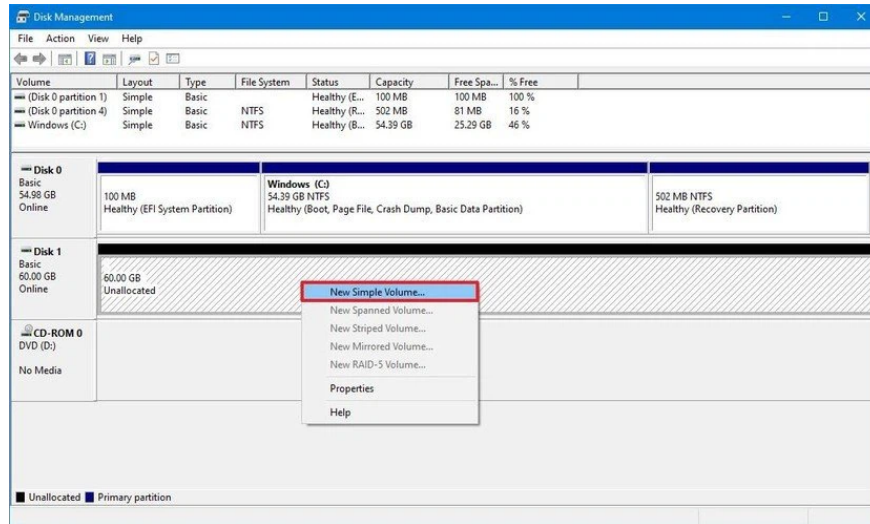 Disk Management
File Action View Help
Volume Layout Type File System Status Capacity Free Spa... % Free
(Disk 0 partition 1) Simple Basic Healthy (E... 100 MB 100 MB 100 %
(Disk 0 partition 4) Simple Basic NTFS Healthy (R... 502 MB 81 MB 16 %
Windows (C:) Simple Basic NTFS Healthy (B... 54.39 GB 25.29 GB 46 %
Disk 0
Basic
54.98 GB
Online
100 MB
Healthy (EFI System Partition)
Windows (C:)
54.39 GB NTFS
Healthy (Boot, Page File, Crash Dump, Basic Data Partition)
502 MB NTFS
Healthy (Recovery Partition)
Disk 1
Basic
60.00 GB
Online
60.00 GB
Unallocated
New Simple Volume...
New Spanned Volume...
New Striped Volume...
New Mirrored Volume...
New RAID-5 Volume...
Properties
Help
CD-ROM 0
DVD (D:)
No Media
Unallocated Primary partition